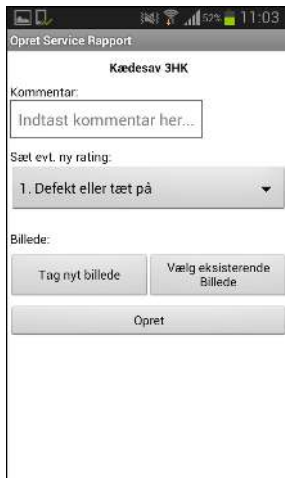 52% 11:03
Opret Service Rapport
Kædesav 3HK
Kommentar:
Indtast kommentar her...
Sæt evt. ny rating:
1. Defekt eller tæt på
Billede:
Tag nyt billede
Vælg eksisterende
Billede
Opret